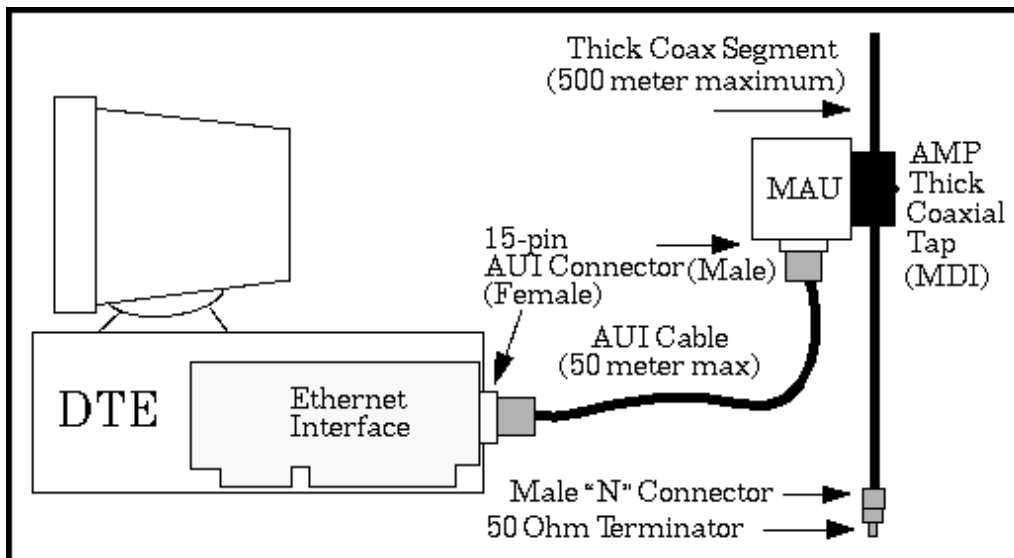 Thick Coax Segment
(500 meter maximum)
MAU
AMP
Thick
Coaxial
Tap
(MDI)
15-pin
AUI Connector (Male)
(Female)
AUI Cable
(50 meter max)
DTE
Ethernet
Interface
Male "N" Connector
50 Ohm Terminator